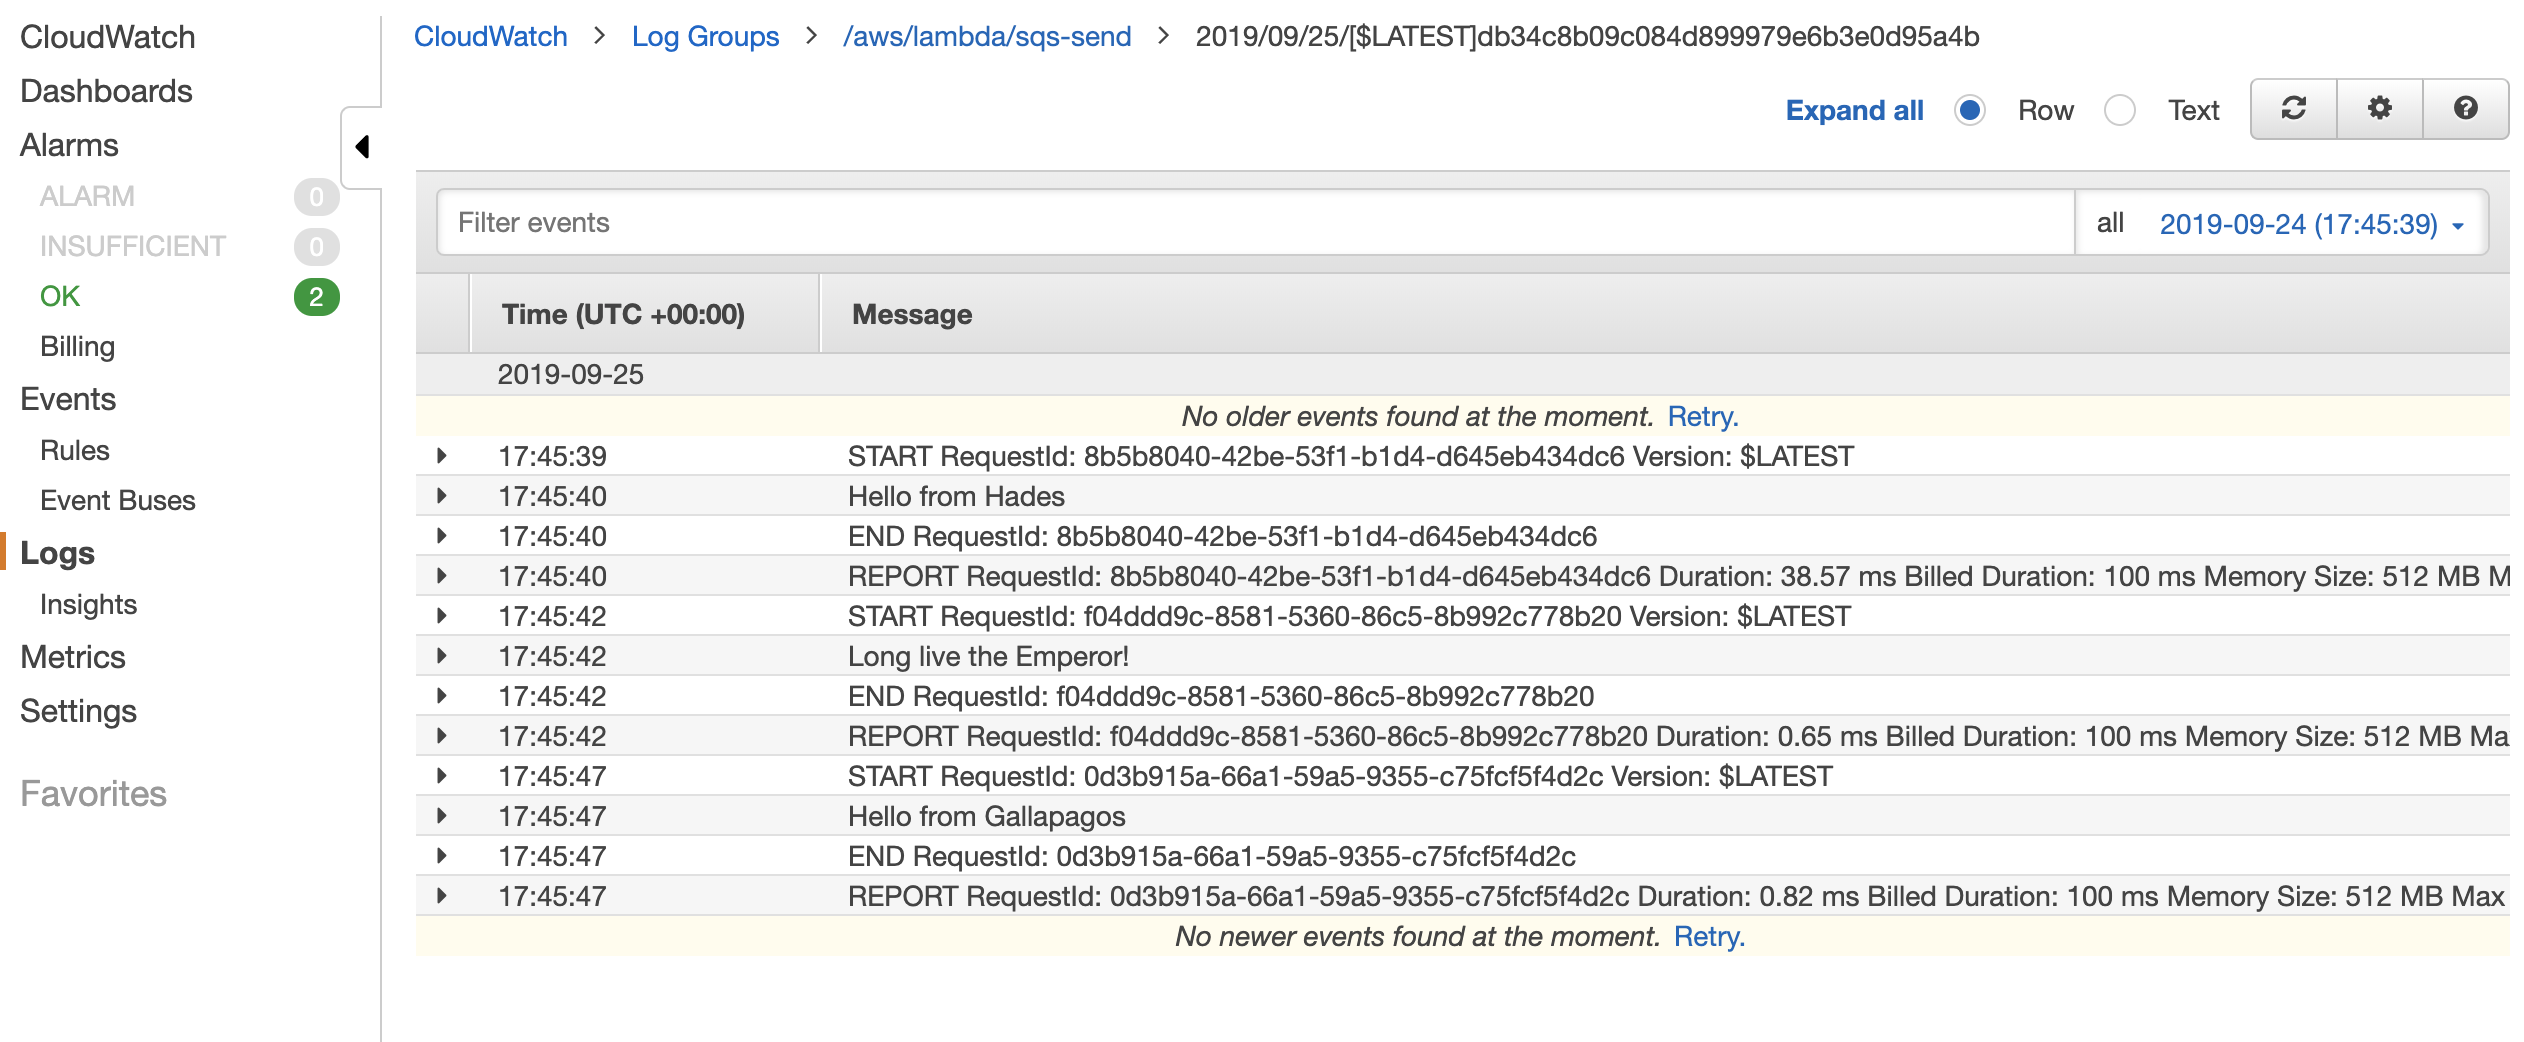 CloudWatch
Dashboards
Alarms
ALARM 0
INSUFFICIENT 0
OK 2
Billing
Events
Rules
Event Buses
Logs
Insights
Metrics
Settings
Favorites
CloudWatch > Log Groups > /aws/lambda/sqs-send > 2019/09/25/[$LATEST]db34c8b09c084d899979e6b3e0d95a4b
Expand all Row Text
Filter events all 2019-09-24 (17:45:39)
Time (UTC +00:00) Message
2019-09-25
No older events found at the moment. Retry.
17:45:39 START RequestId: 8b5b8040-42be-53f1-b1d4-d645eb434dc6 Version: $LATEST
17:45:40 Hello from Hades
17:45:40 END RequestId: 8b5b8040-42be-53f1-b1d4-d645eb434dc6
17:45:40 REPORT RequestId: 8b5b8040-42be-53f1-b1d4-d645eb434dc6 Duration: 38.57 ms Billed Duration: 100 ms Memory Size: 512 MB M
17:45:42 START RequestId: f04ddd9c-8581-5360-86c5-8b992c778b20 Version: $LATEST
17:45:42 Long live the Emperor!
17:45:42 END RequestId: f04ddd9c-8581-5360-86c5-8b992c778b20
17:45:42 REPORT RequestId: f04ddd9c-8581-5360-86c5-8b992c778b20 Duration: 0.65 ms Billed Duration: 100 ms Memory Size: 512 MB Ma
17:45:47 START RequestId: 0d3b915a-66a1-59a5-9355-c75fcf5f4d2c Version: $LATEST
17:45:47 Hello from Gallapagos
17:45:47 END RequestId: 0d3b915a-66a1-59a5-9355-c75fcf5f4d2c
17:45:47 REPORT RequestId: 0d3b915a-66a1-59a5-9355-c75fcf5f4d2c Duration: 0.82 ms Billed Duration: 100 ms Memory Size: 512 MB Max
No newer events found at the moment. Retry.